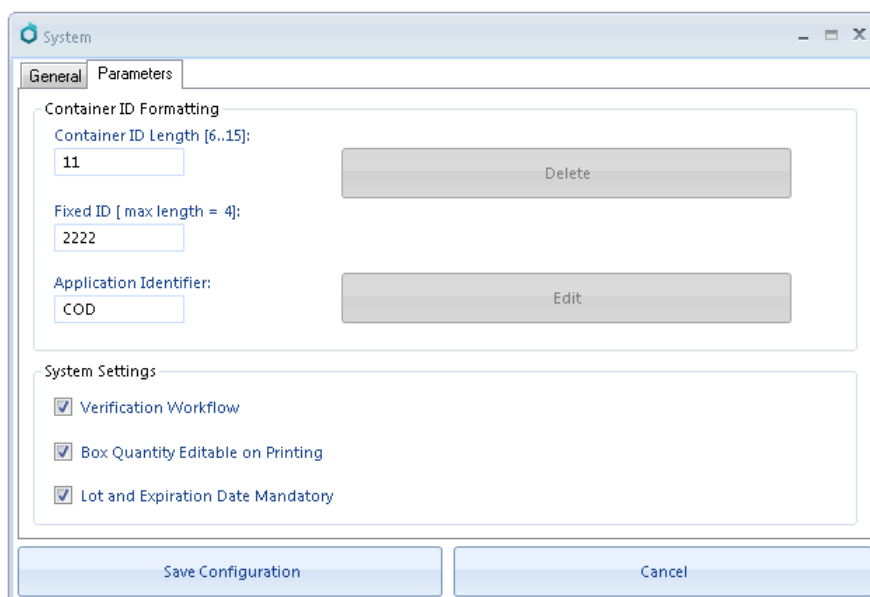 System
General Parameters
Container ID Formatting
Container ID Length [6..15]:
11
Delete
Fixed ID [ max length = 4]:
2222
Application Identifier:
COD
Edit
System Settings
Verification Workflow
Box Quantity Editable on Printing
Lot and Expiration Date Mandatory
Save Configuration Cancel